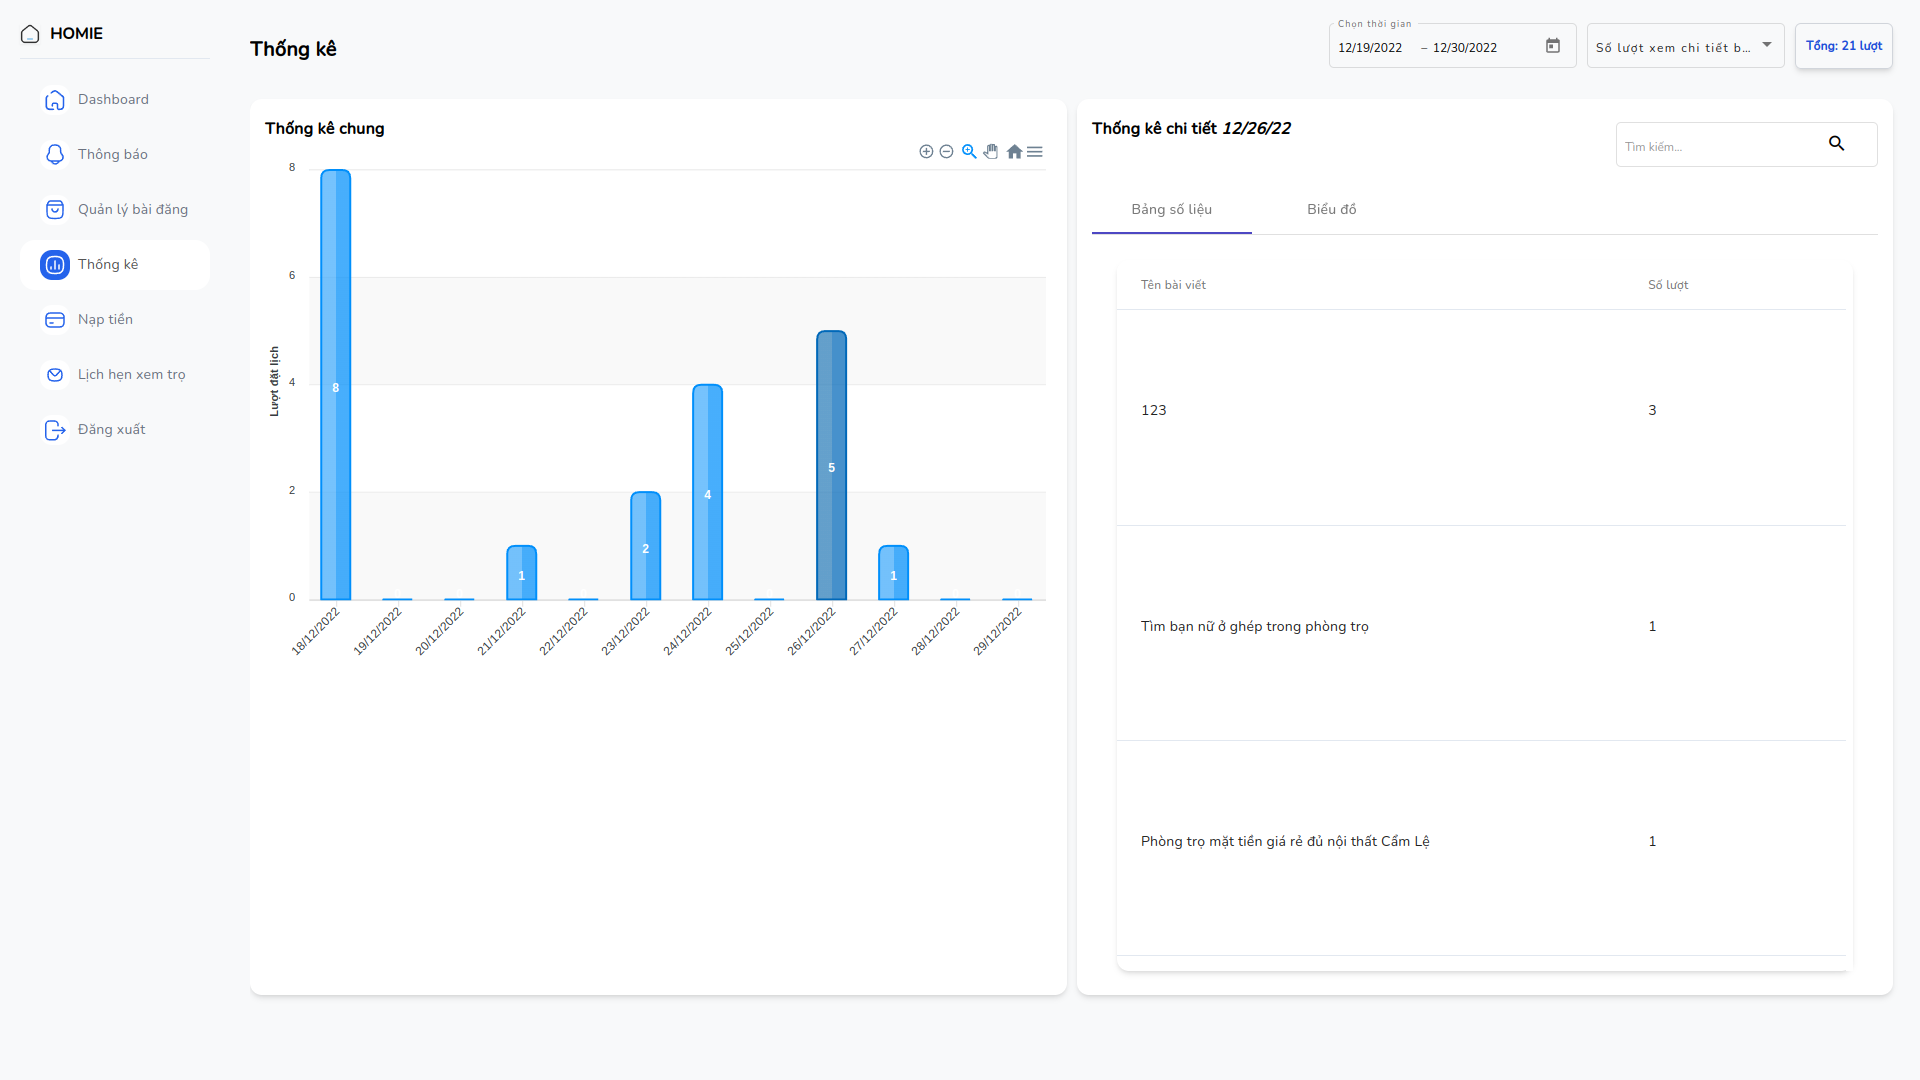 HOMIE
Dashboard
Thông báo
Quản lý bài đăng
Thống kê
Nạp tiền
Lịch hẹn xem trọ
Đăng xuất
Thống kê
Chọn thời gian
12/19/2022 – 12/30/2022
Số lượt xem chi tiết b...
Tổng: 21 lượt
Thống kê chung
Lượt đặt lịch
8
6
4
2
0
8
1
2
4
5
1
18/12/2022
19/12/2022
20/12/2022
21/12/2022
22/12/2022
23/12/2022
24/12/2022
25/12/2022
26/12/2022
27/12/2022
28/12/2022
29/12/2022
Thống kê chi tiết 12/26/22
Tìm kiếm...
Bảng số liệu Biểu đồ
Tên bài viết Số lượt
123 3
Tìm bạn nữ ở ghép trong phòng trọ 1
Phòng trọ mặt tiền giá rẻ đủ nội thất Cẩm Lệ 1